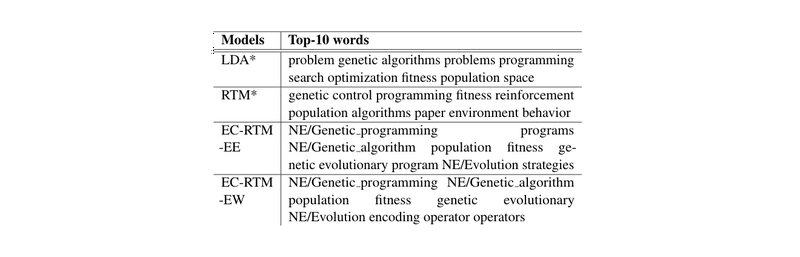 Models Top-10 words
LDA* problem genetic algorithms problems programming
search optimization fitness population space
RTM* genetic control programming fitness reinforcement
population algorithms paper environment behavior
EC-RTM NE/Genetic_programming programs
-EE NE/Genetic_algorithm population fitness ge-
netic evolutionary program NE/Evolution strategies
EC-RTM NE/Genetic_programming NE/Genetic_algorithm
-EW population fitness genetic evolutionary
NE/Evolution encoding operator operators